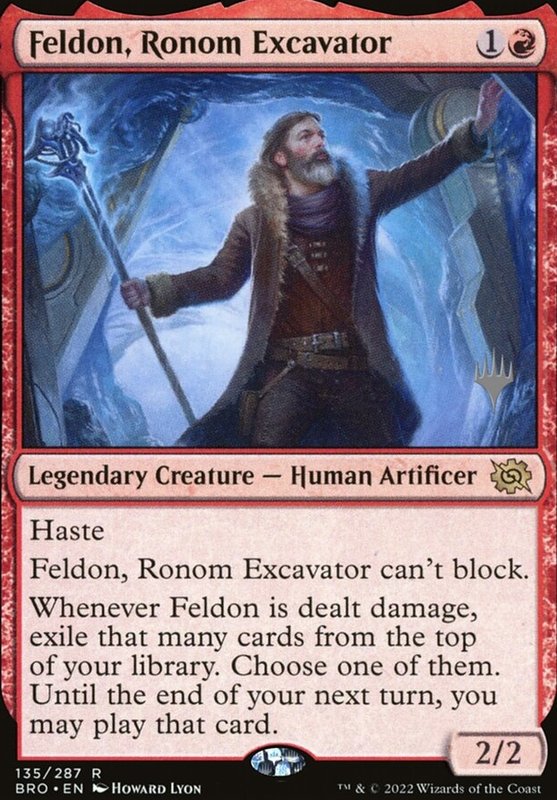 Feldon, Ronom Excavator 1
Legendary Creature — Human Artificer
Haste
Feldon, Ronom Excavator can't block.
Whenever Feldon is dealt damage,
exile that many cards from the top
of your library. Choose one of them.
Until the end of your next turn, you
may play that card.
2/2
135/287 R
BRO • EN Howard Lyon
™ & © 2022 Wizards of the Coast